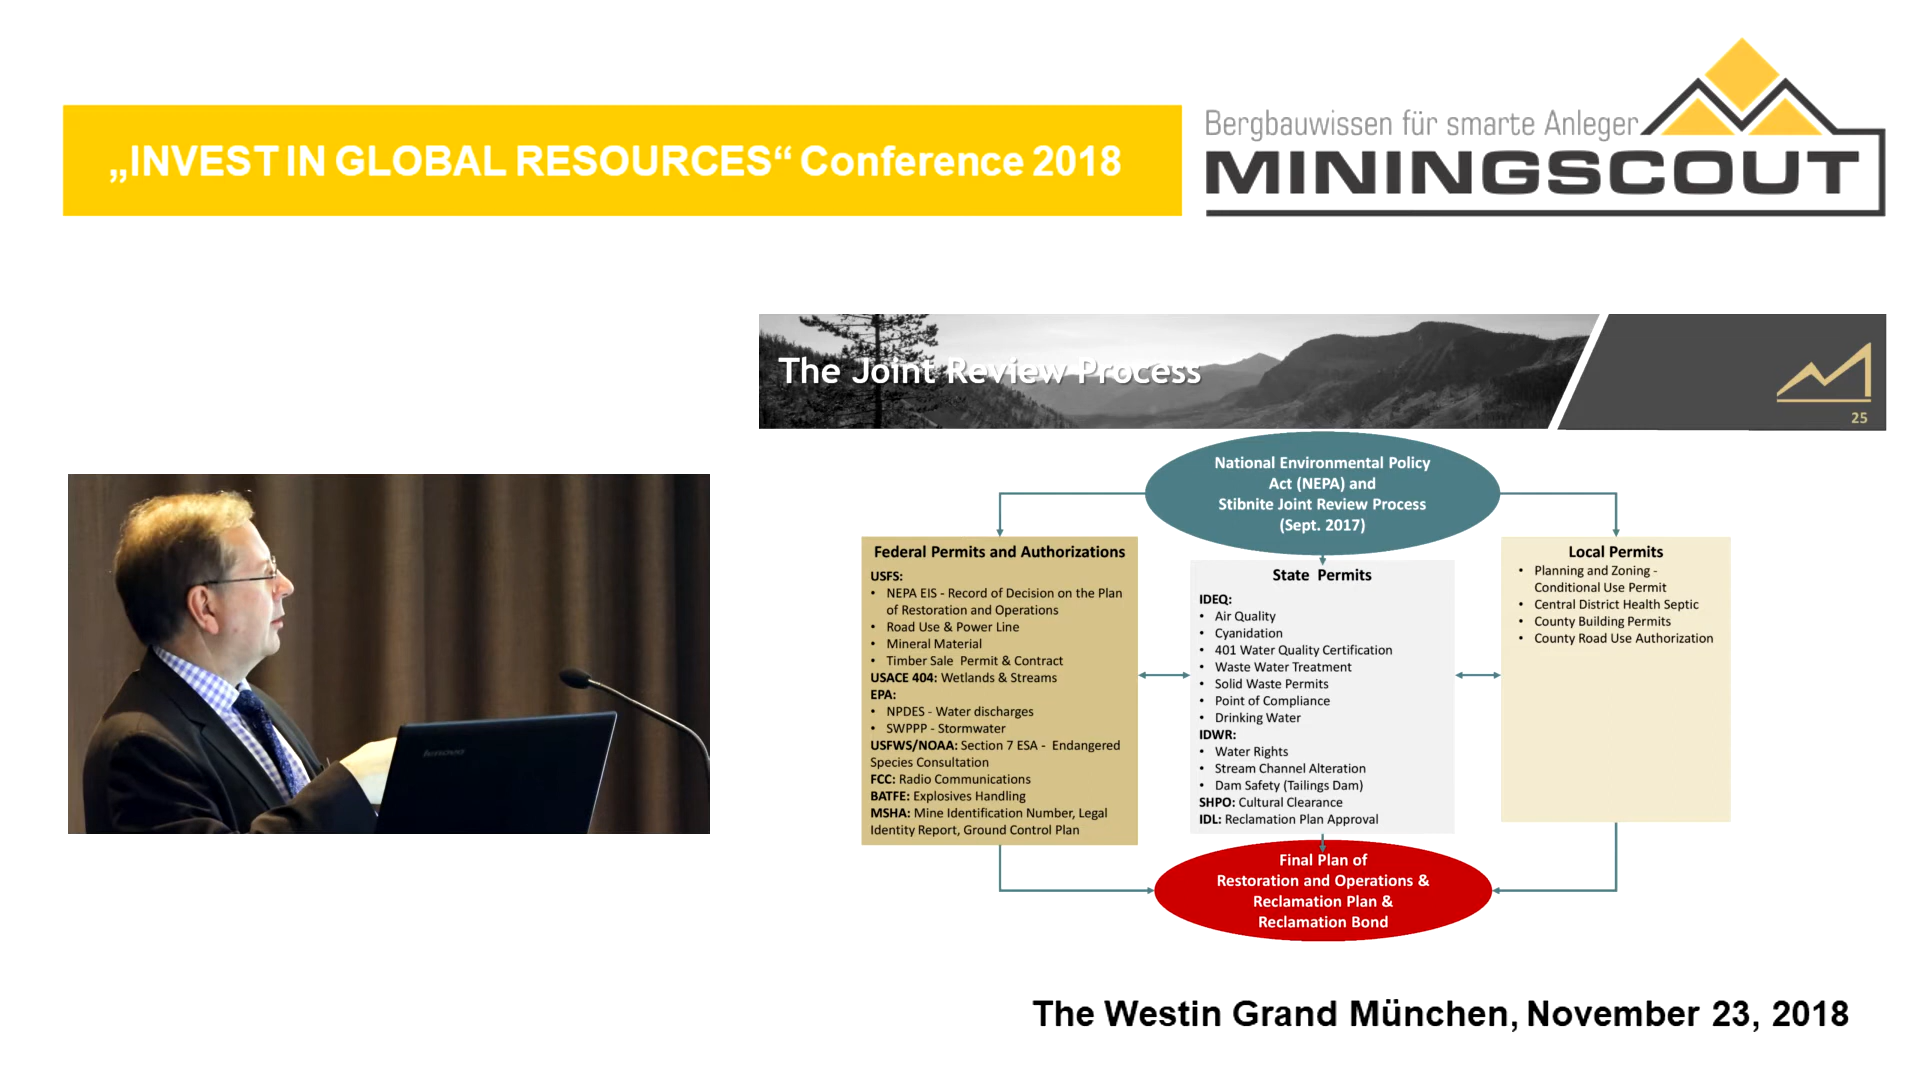 „INVEST IN GLOBAL RESOURCES“ Conference 2018
Bergbauwissen für smarte Anleger
MININGSCOUT
The Joint Review Process
25
National Environmental Policy
Act (NEPA) and
Stibnite Joint Review Process
(Sept. 2017)
Federal Permits and Authorizations
USFS:
• NEPA EIS - Record of Decision on the Plan
of Restoration and Operations
• Road Use & Power Line
• Mineral Material
• Timber Sale Permit & Contract
USACE 404: Wetlands & Streams
EPA:
• NPDES - Water discharges
• SWPPP - Stormwater
USFWS/NOAA: Section 7 ESA - Endangered
Species Consultation
FCC: Radio Communications
BATFE: Explosives Handling
MSHA: Mine Identification Number, Legal
Identity Report, Ground Control Plan
State Permits
IDEQ:
• Air Quality
• Cyanidation
• 401 Water Quality Certification
• Waste Water Treatment
• Solid Waste Permits
• Point of Compliance
• Drinking Water
IDWR:
• Water Rights
• Stream Channel Alteration
• Dam Safety (Tailings Dam)
SHPO: Cultural Clearance
IDL: Reclamation Plan Approval
Local Permits
• Planning and Zoning -
Conditional Use Permit
• Central District Health Septic
• County Building Permits
• County Road Use Authorization
Final Plan of
Restoration and Operations &
Reclamation Plan &
Reclamation Bond
lenovo
The Westin Grand München, November 23, 2018